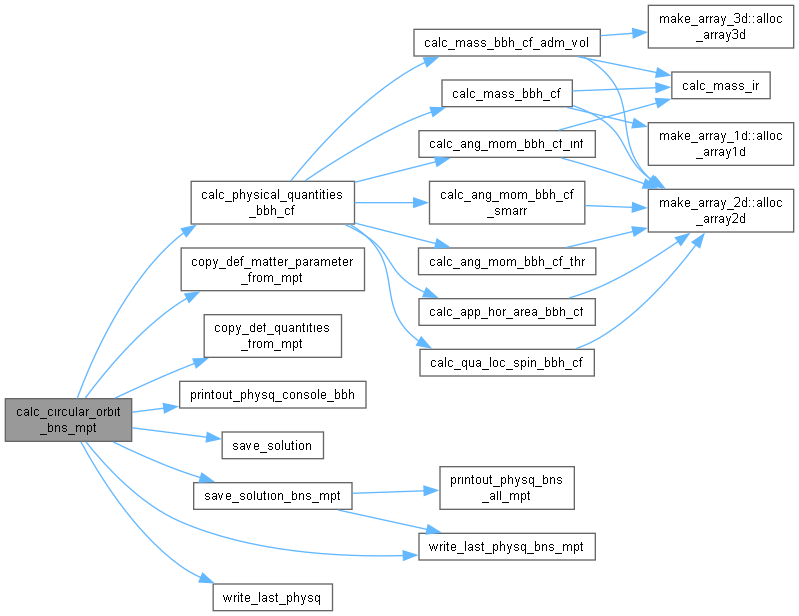 calc_circular_orbit
_bns_mpt
calc_physical_quantities
_bbh_cf
copy_def_matter_parameter
_from_mpt
copy_def_quantities
_from_mpt
printout_physq_console_bbh
save_solution
save_solution_bns_mpt
write_last_physq
calc_mass_bbh_cf_adm_vol
calc_mass_bbh_cf
calc_ang_mom_bbh_cf_inf
calc_ang_mom_bbh_cf
_smarr
calc_ang_mom_bbh_cf_thr
calc_app_hor_area_bbh_cf
calc_qua_loc_spin_bbh_cf
printout_physq_bns
_all_mpt
write_last_physq_bns_mpt
make_array_3d::alloc
_array3d
calc_mass_ir
make_array_1d::alloc
_array1d
make_array_2d::alloc
_array2d